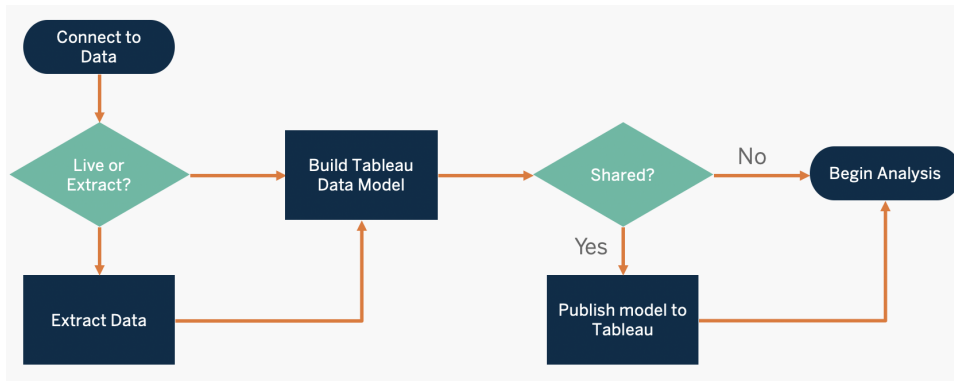 Connect to
Data
Live or
Extract?
Build Tableau
Data Model
Shared?
No
Begin Analysis
Yes
Extract Data
Publish model to
Tableau